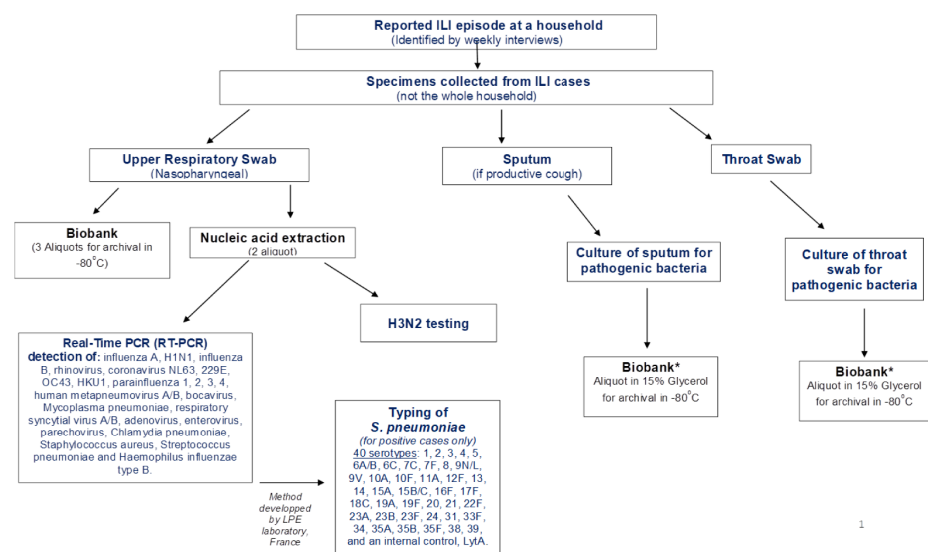 Reported ILI episode at a household
(Identified by weekly interviews)
Specimens collected from ILI cases
(not the whole household)
Upper Respiratory Swab
(Nasopharyngeal)
Sputum
(if productive cough)
Throat Swab
Biobank
(3 Aliquots for archival in
-80°C)
Nucleic acid extraction
(2 aliquot)
Culture of sputum for
pathogenic bacteria
Culture of throat
swab for
pathogenic bacteria
H3N2 testing
Real-Time PCR (RT-PCR)
detection of: influenza A, H1N1, influenza
B, rhinovirus, coronavirus NL63, 229E,
OC43, HKU1, parainfluenza 1, 2, 3, 4,
human metapneumovirus A/B, bocavirus,
Mycoplasma pneumoniae, respiratory
syncytial virus A/B, adenovirus, enterovirus,
parechovirus, Chlamydia pneumoniae,
Staphylococcus aureus, Streptococcus
pneumoniae and Haemophilus influenzae
type B.
Biobank*
Aliquot in 15% Glycerol
for archival in -80°C
Biobank*
Aliquot in 15% Glycerol
for archival in -80°C
Method
developped
by LPE
laboratory,
France
Typing of
S. pneumoniae
(for positive cases only)
40 serotypes: 1, 2, 3, 4, 5,
6A/B, 6C, 7C, 7F, 8, 9N/L,
9V, 10A, 10F, 11A, 12F, 13,
14, 15A, 15B/C, 16F, 17F,
18C, 19A, 19F, 20, 21, 22F,
23A, 23B, 23F, 24, 31, 33F,
34, 35A, 35B, 35F, 38, 39,
and an internal control, LytA.
1